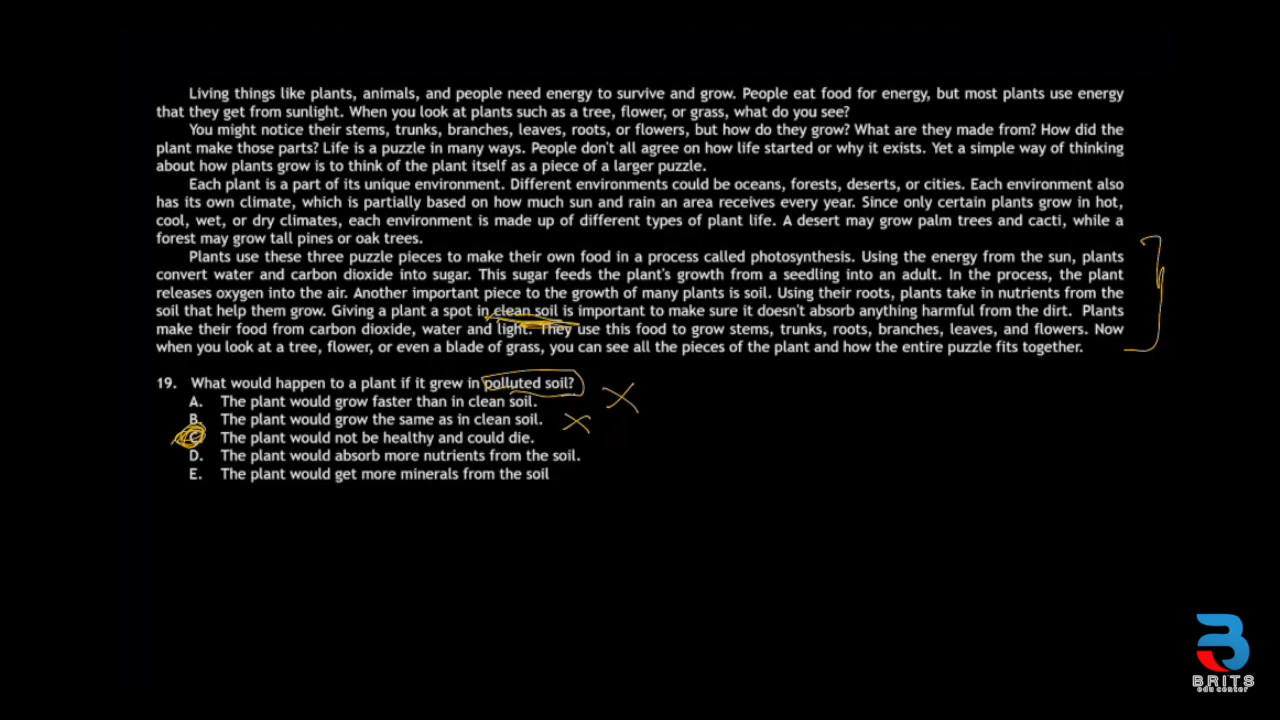 Living things like plants, animals, and people need energy to survive and grow. People eat food for energy, but most plants use energy
that they get from sunlight. When you look at plants such as a tree, flower, or grass, what do you see?
You might notice their stems, trunks, branches, leaves, roots, or flowers, but how do they grow? What are they made from? How did the
plant make those parts? Life is a puzzle in many ways. People don't all agree on how life started or why it exists. Yet a simple way of thinking
about how plants grow is to think of the plant itself as a piece of a larger puzzle.
Each plant is a part of its unique environment. Different environments could be oceans, forests, deserts, or cities. Each environment also
has its own climate, which is partially based on how much sun and rain an area receives every year. Since only certain plants grow in hot,
cool, wet, or dry climates, each environment is made up of different types of plant life. A desert may grow palm trees and cacti, while a
forest may grow tall pines or oak trees.
Plants use these three puzzle pieces to make their own food in a process called photosynthesis. Using the energy from the sun, plants
convert water and carbon dioxide into sugar. This sugar feeds the plant's growth from a seedling into an adult. In the process, the plant
releases oxygen into the air. Another important piece to the growth of many plants is soil. Using their roots, plants take in nutrients from the
soil that help them grow. Giving a plant a spot in clean soil is important to make sure it doesn't absorb anything harmful from the dirt. Plants
make their food from carbon dioxide, water and light. They use this food to grow stems, trunks, roots, branches, leaves, and flowers. Now
when you look at a tree, flower, or even a blade of grass, you can see all the pieces of the plant and how the entire puzzle fits together.
19. What would happen to a plant if it grew in polluted soil?
A. The plant would grow faster than in clean soil.
B. The plant would grow the same as in clean soil.
C. The plant would not be healthy and could die.
D. The plant would absorb more nutrients from the soil.
E. The plant would get more minerals from the soil
BRITS
edu center